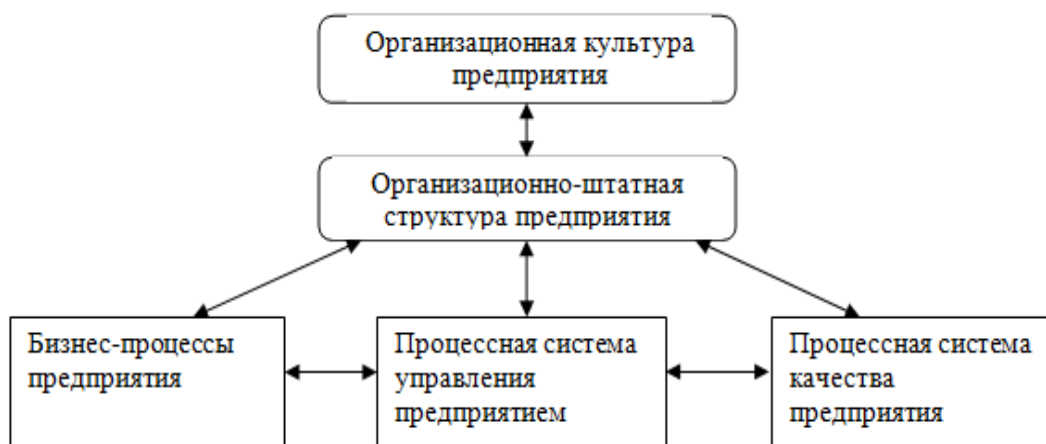 Организационная культура
предприятия
Организационно-штатная
структура предприятия
Бизнес-процессы
предприятия
Процессная система
управления
предприятием
Процессная система
качества
предприятия